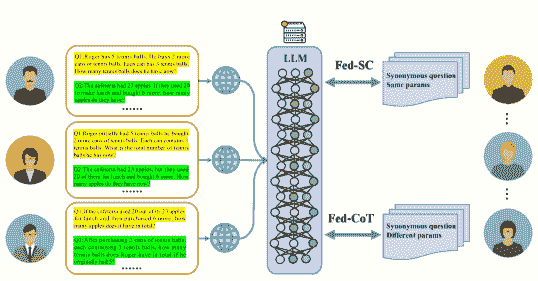 Q1: Roger has 5 tennis balls. He buys 2 more
cans of tennis balls. Each can has 3 tennis balls.
How many tennis balls does he have now?
Q2: The cafeteria had 23 apples. If they used 20
to make lunch and bought 6 more, how many
apples do they have?
......
Q1: Roger initially had 5 tennis balls, he bought
2 more cans of tennis balls. Each can contains 3
tennis balls. What is the total number of tennis
balls he has now?
Q2: The cafeteria had 23 apples, but they used
20 of them for lunch and bought 6 more. How
many apples do they have now?
......
Q1: If the cafeteria used 20 out of its 23 apples
for lunch and then purchased 6 more, how
many apples does it have in total?
After purchasing 2 cans of tennis balls,
each containing 3 tennis balls, how many
tennis balls does Roger have in total if he
originally had 5?
......
LLM
Fed-SC
Synonymous question
Same params
Fed-CoT
Synonymous question
Different params